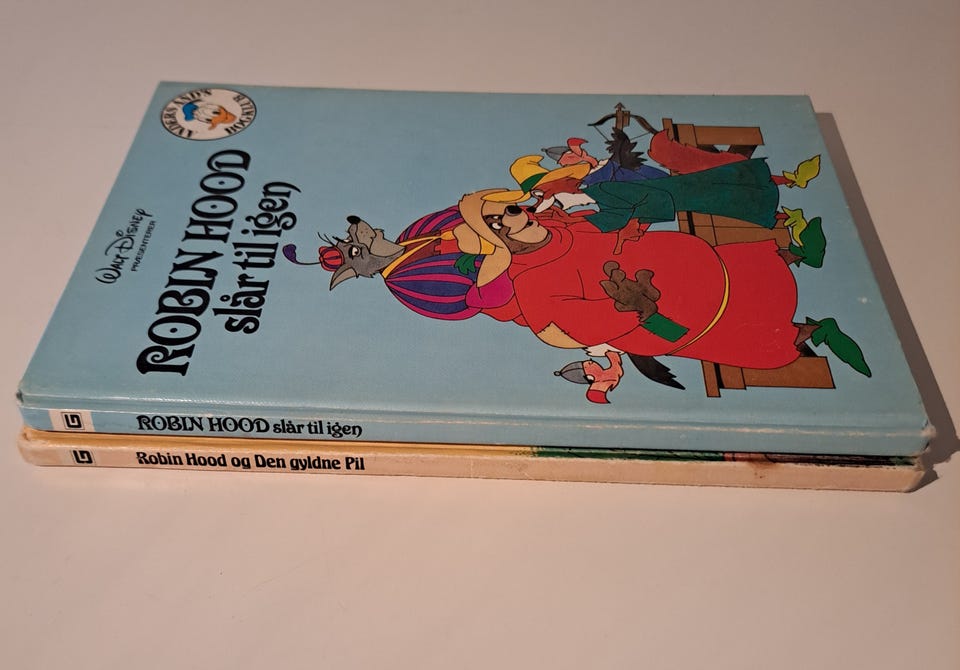 ANDERS AND'S
BOGKLUB
WALT DISNEY
PRÆSENTERER
ROBIN HOOD
slår til igen
G ROBIN HOOD slår til igen
G Robin Hood og Den gyldne Pil